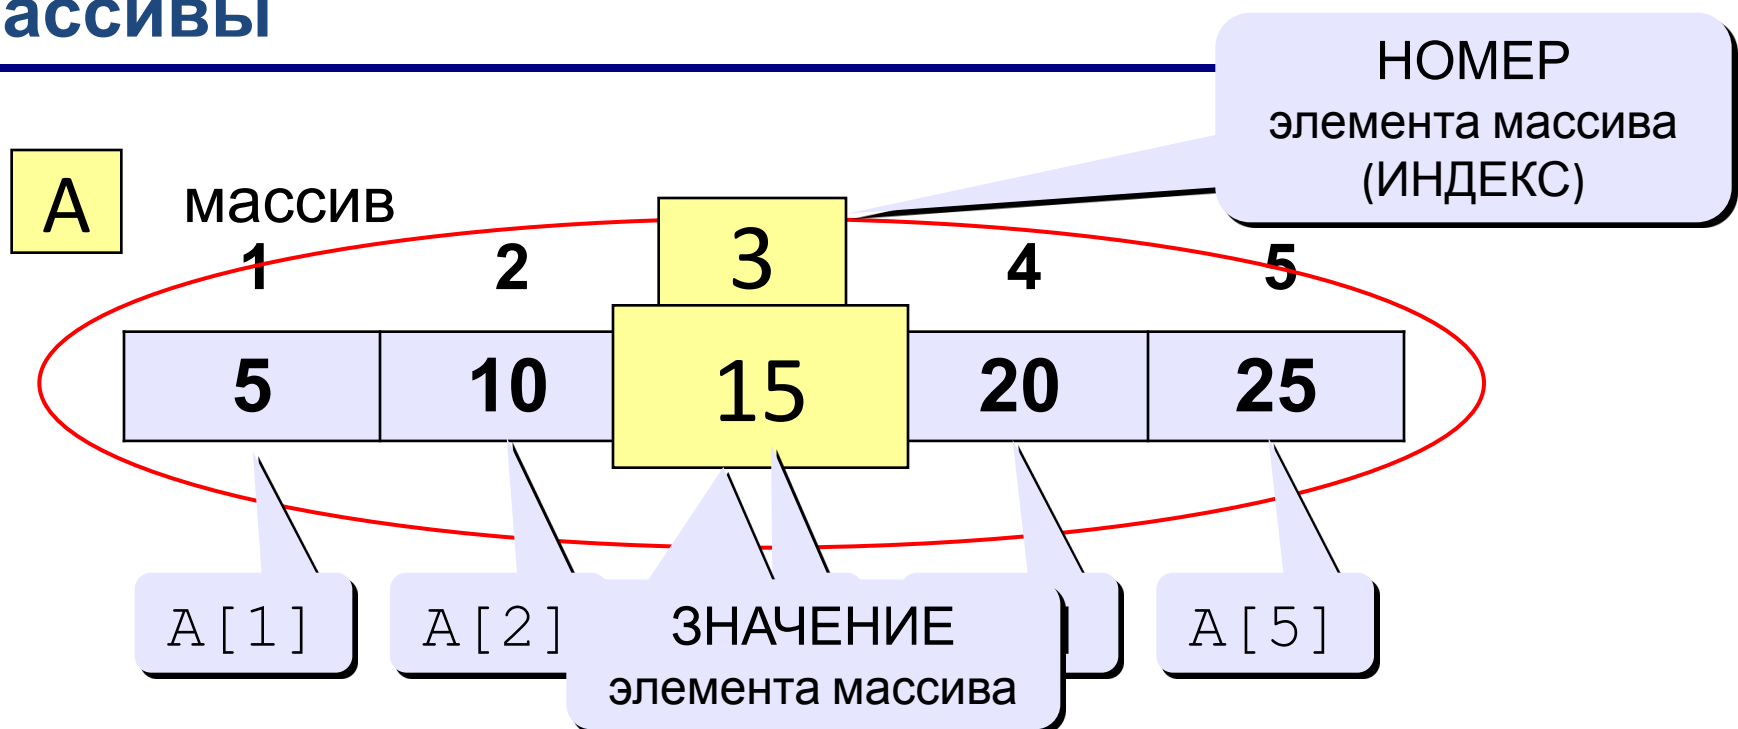 ассивы
НОМЕР
элемента массива
(ИНДЕКС)
A
массив
1 2 3 4 5
5 10 15 20 25
A[1] A[2] A[5]
ЗНАЧЕНИЕ
элемента массива